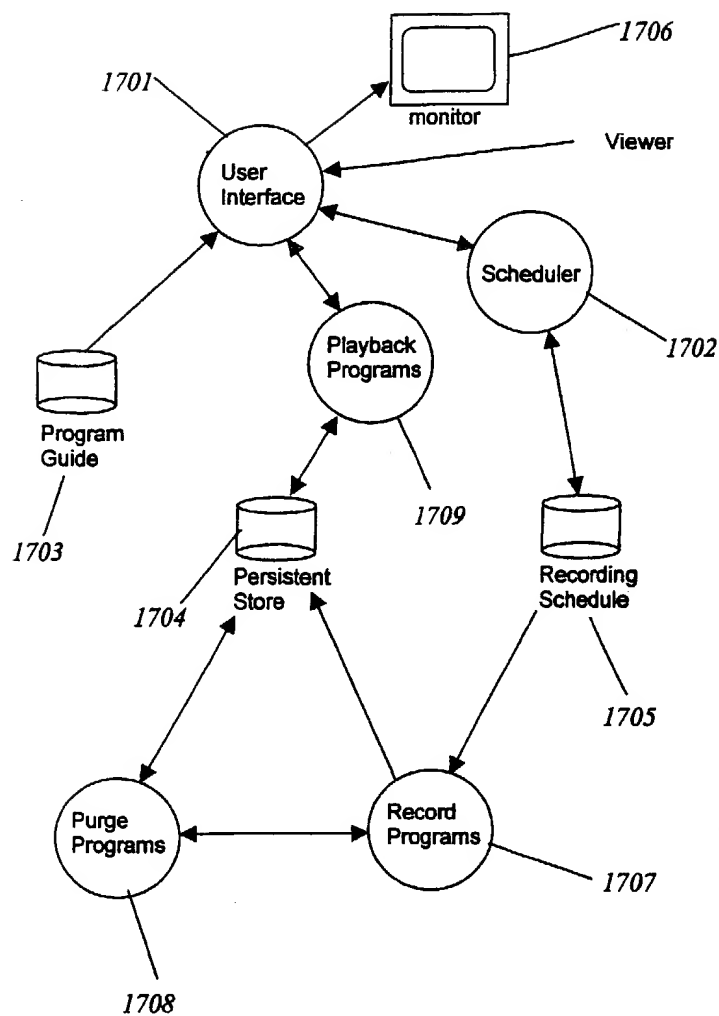 1706
1701
monitor
Viewer
User
Interface
Scheduler
Playback
Programs
1702
Program
Guide
1709
1703
Persistent
Store
Recording
Schedule
1704
1705
Purge
Programs
Record
Programs
1707
1708